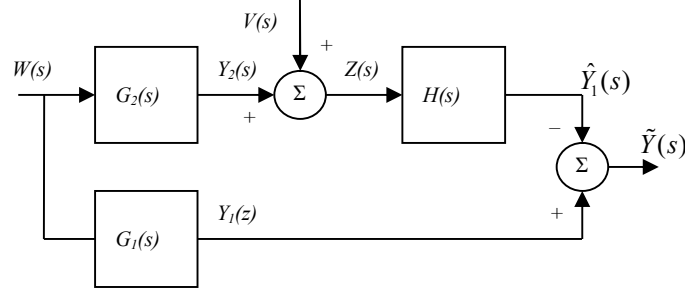 V(s)
+
W(s)
G2(s)
Y2(s)
+
Σ
Z(s)
H(s)
Ŷ1(s)
−
Σ
Ỹ(s)
+
G1(s)
Y1(z)